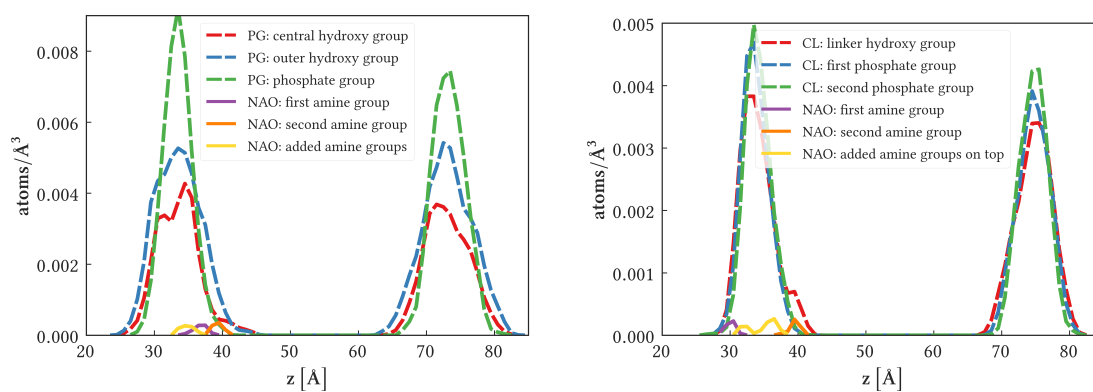 0.008
0.006
0.004
0.002
0.000
atoms/Å³
20 30 40 50 60 70 80
z [Å]
PG: central hydroxy group
PG: outer hydroxy group
PG: phosphate group
NAO: first amine group
NAO: second amine group
NAO: added amine groups
0.005
0.004
0.003
0.002
0.001
0.000
atoms/Å³
20 30 40 50 60 70 80
z [Å]
CL: linker hydroxy group
CL: first phosphate group
CL: second phosphate group
NAO: first amine group
NAO: second amine group
NAO: added amine groups on top